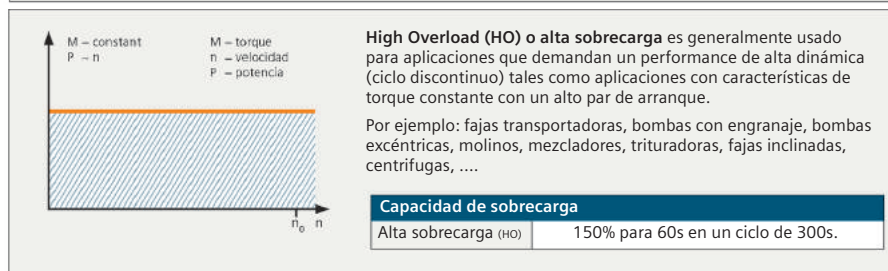 M – constant
P ~ n
M – torque
n – velocidad
P – potencia
n₀ n
High Overload (HO) o alta sobrecarga es generalmente usado
para aplicaciones que demandan un performance de alta dinámica
(ciclo discontinuo) tales como aplicaciones con características de
torque constante con un alto par de arranque.
Por ejemplo: fajas transportadoras, bombas con engranaje, bombas
excéntricas, molinos, mezcladores, trituradoras, fajas inclinadas,
centrifugas, ....
Capacidad de sobrecarga
Alta sobrecarga (HO) 150% para 60s en un ciclo de 300s.